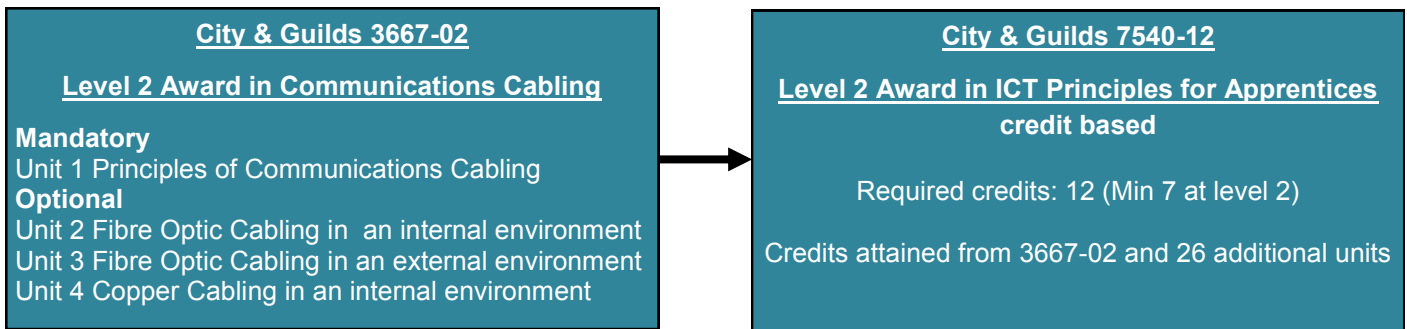 City & Guilds 3667-02
Level 2 Award in Communications Cabling
Mandatory
Unit 1 Principles of Communications Cabling
Optional
Unit 2 Fibre Optic Cabling in an internal environment
Unit 3 Fibre Optic Cabling in an external environment
Unit 4 Copper Cabling in an internal environment
City & Guilds 7540-12
Level 2 Award in ICT Principles for Apprentices
credit based
Required credits: 12 (Min 7 at level 2)
Credits attained from 3667-02 and 26 additional units